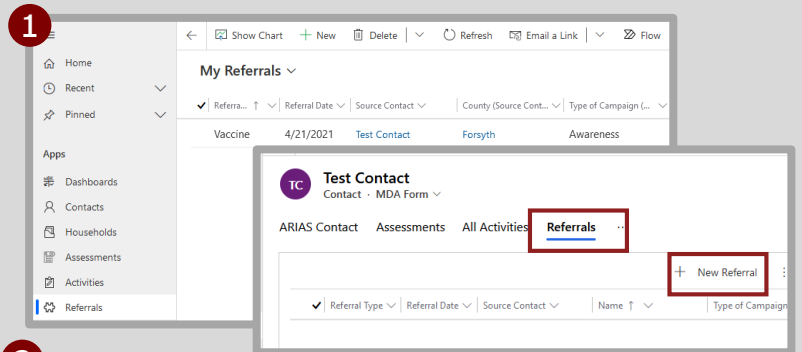 1
Show Chart New Delete Refresh Email a Link Flow
Home
Recent
Pinned
Apps
Dashboards
Contacts
Households
Assessments
Activities
Referrals
My Referrals
Referra... ↑ Referral Date Source Contact County (Source Cont... Type of Campaign (...
Vaccine 4/21/2021 Test Contact Forsyth Awareness
TC
Test Contact
Contact · MDA Form
ARIAS Contact Assessments All Activities Referrals ...
+ New Referral
Referral Type Referral Date Source Contact Name ↑ Type of Campaign